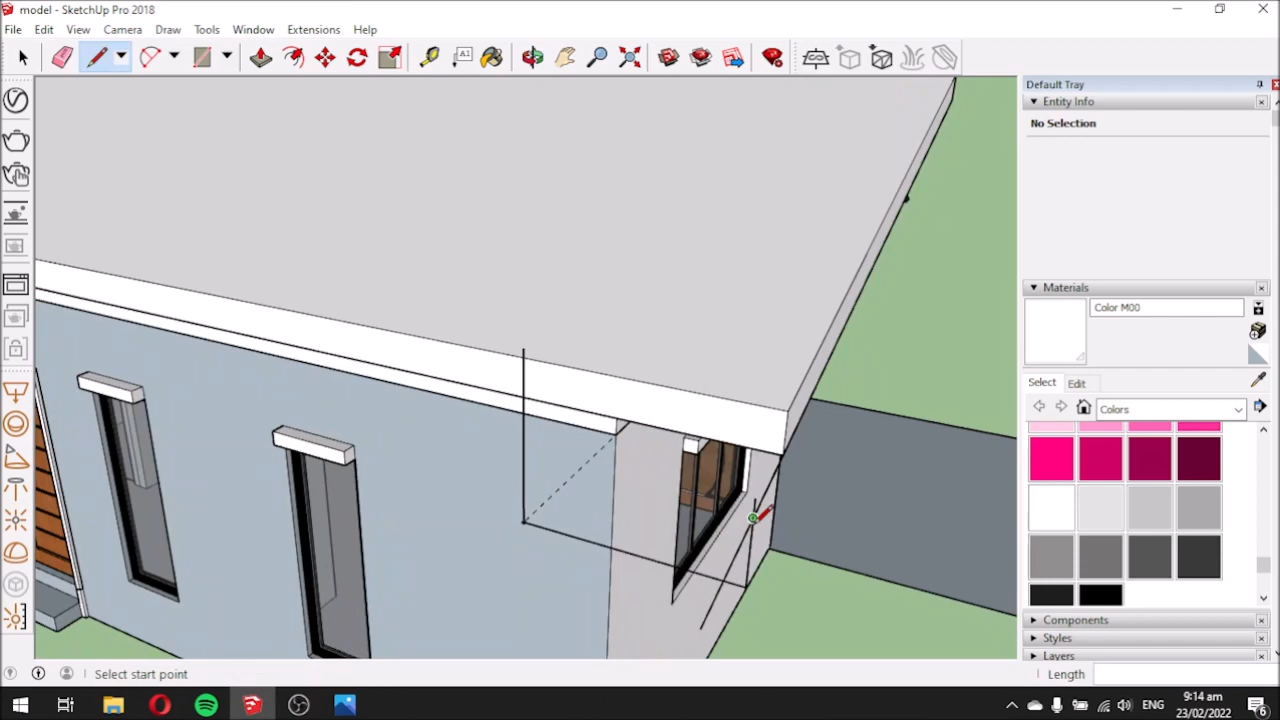 model - SketchUp Pro 2018
File Edit View Camera Draw Tools Window Extensions Help
A1
Default Tray
Entity Info
No Selection
Materials
Color M00
Select Edit
Colors
Components
Styles
Layers
Select start point
Length
ENG
9:14 am
23/02/2022
6